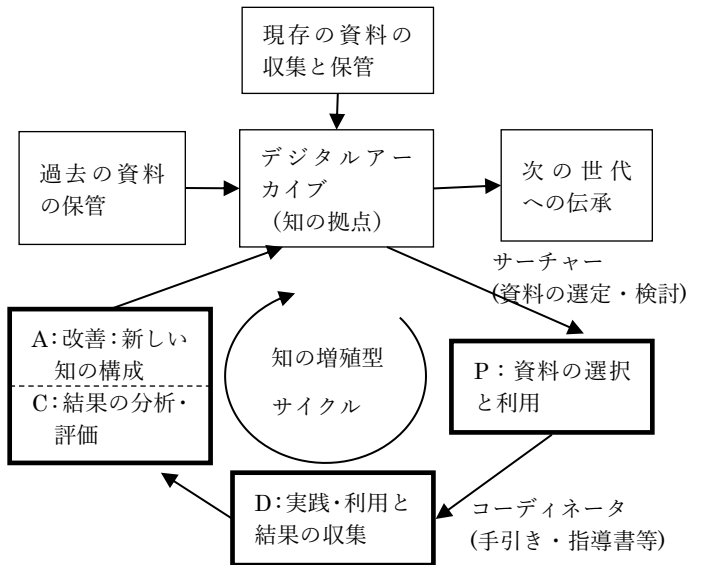 現存の資料の
収集と保管
過去の資料
の保管
デジタルアー
カイブ
（知の拠点）
次の世代
への伝承
サーチャー
(資料の選定・検討)
A：改善：新しい
知の構成
C：結果の分析・
評価
知の増殖型
サイクル
P：資料の選択
と利用
D：実践・利用と
結果の収集
コーディネータ
(手引き・指導書等)